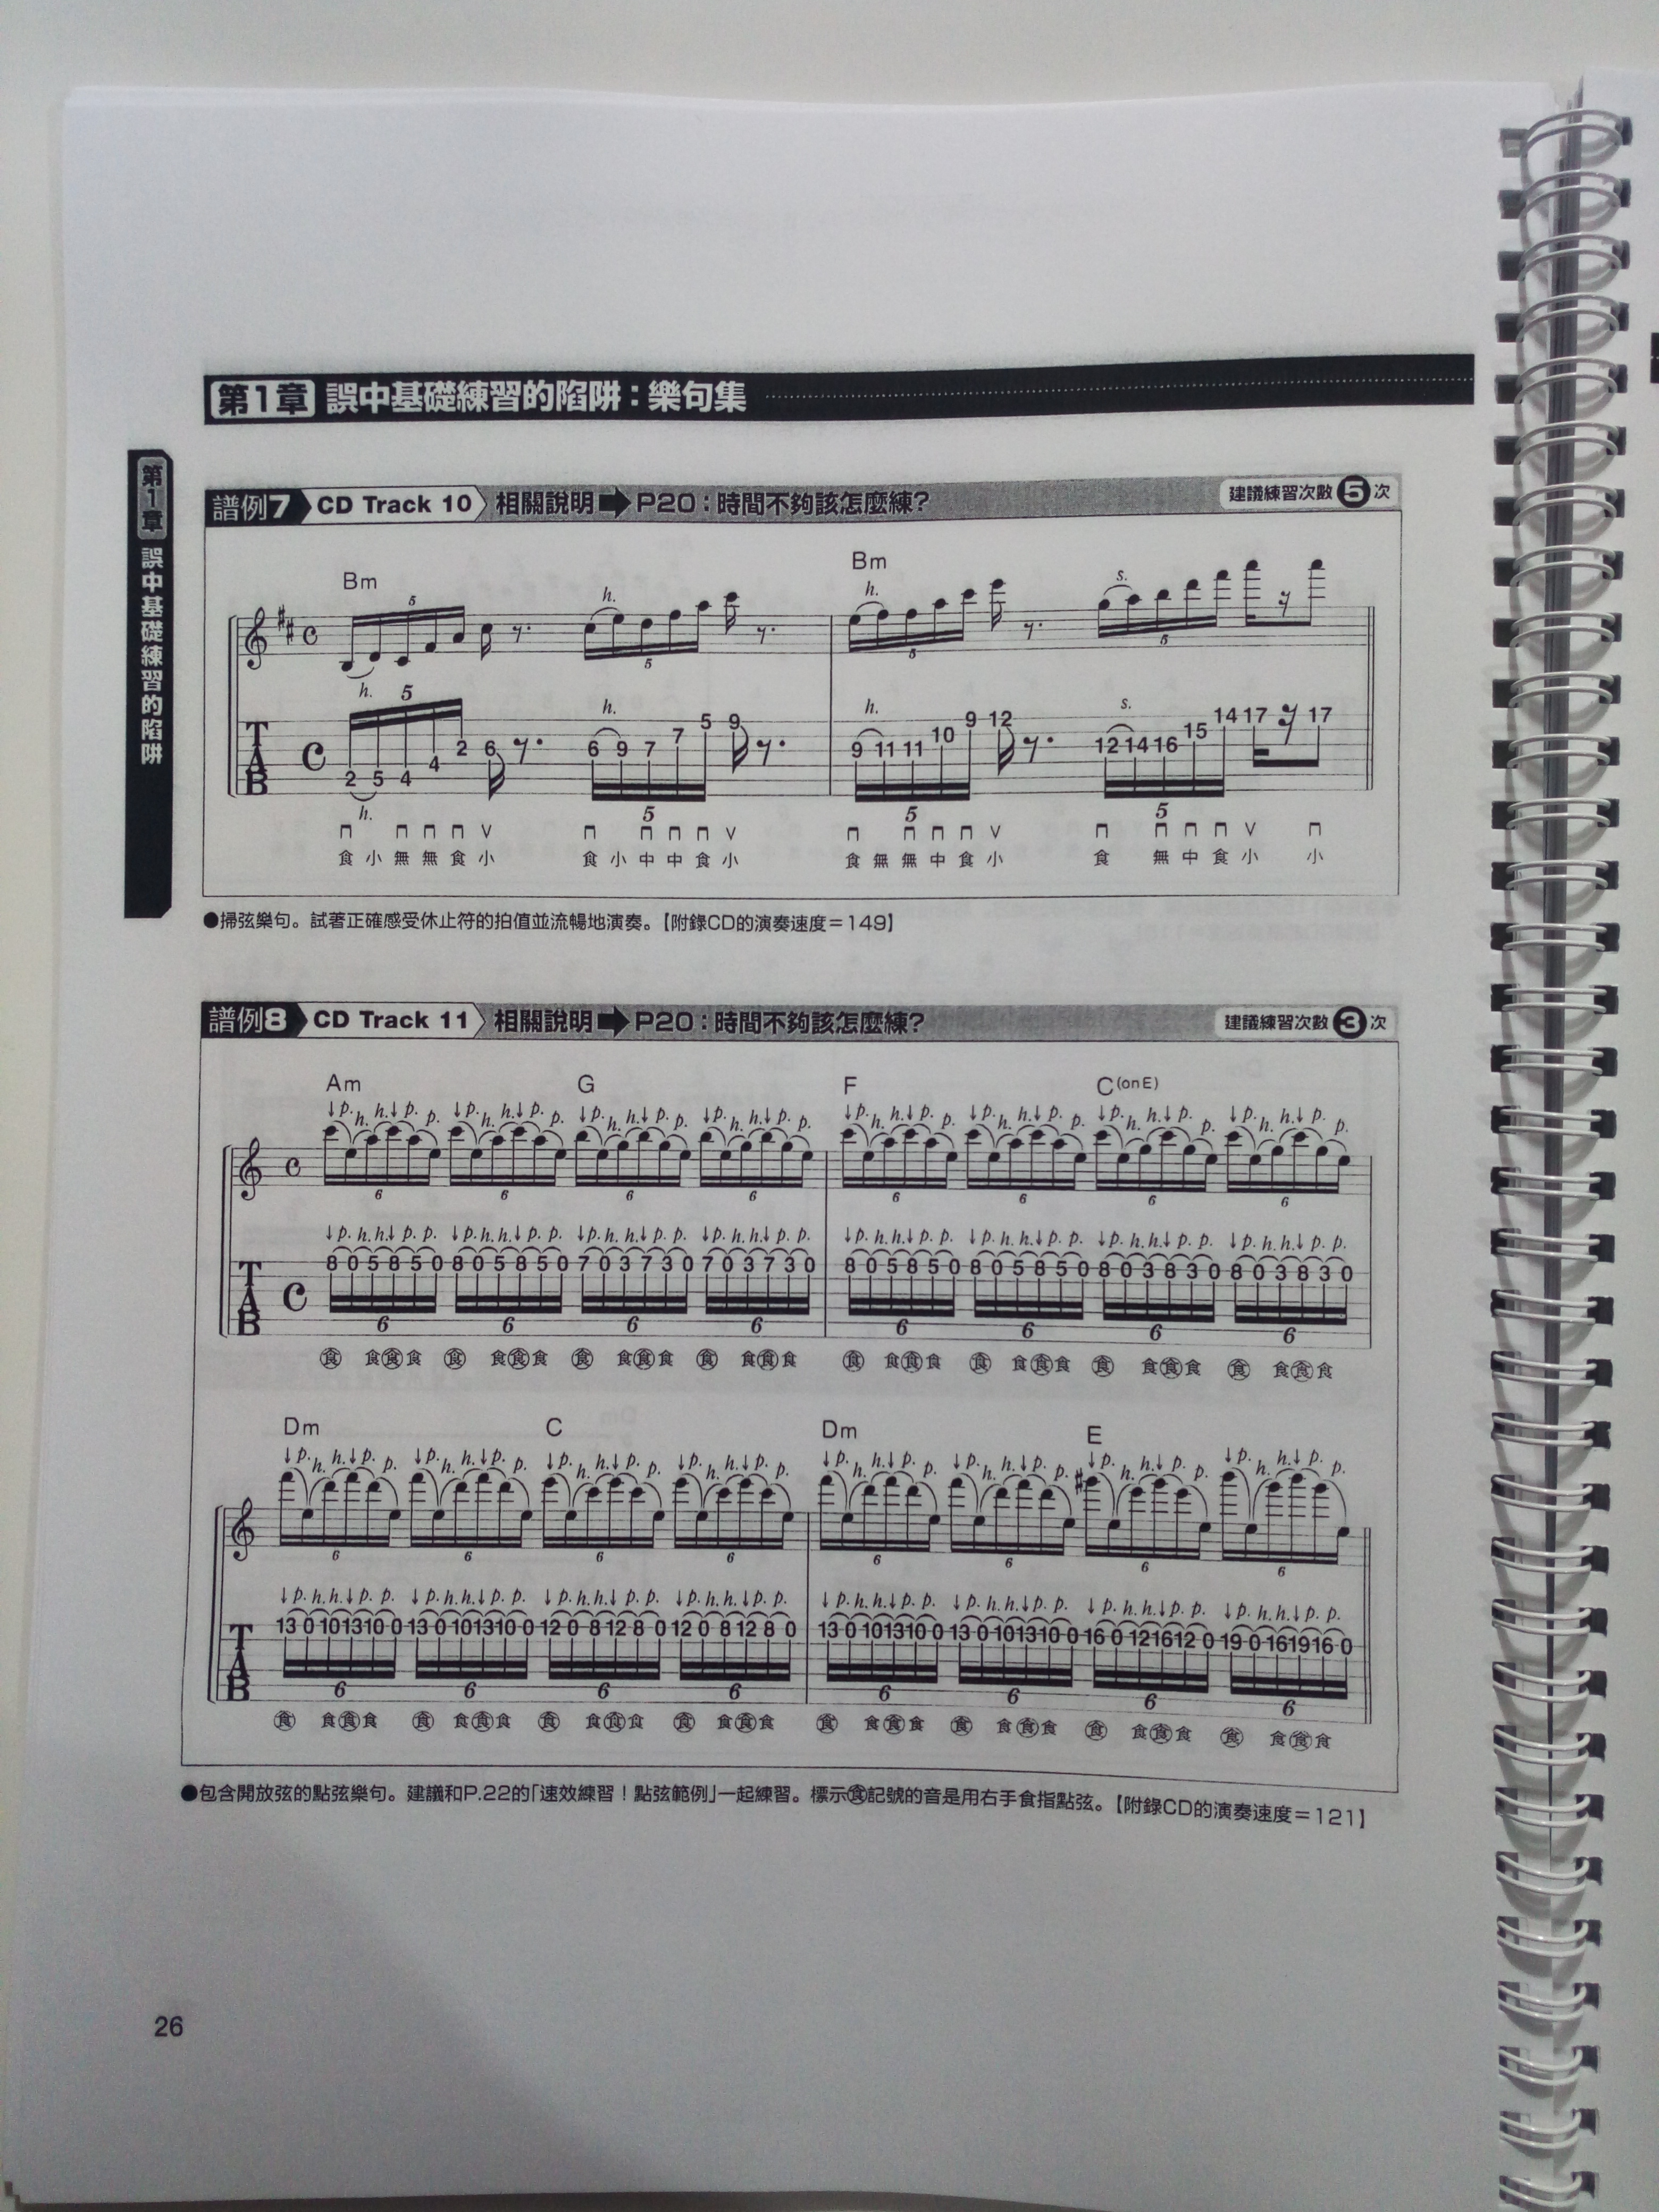 第1章 誤中基礎練習的陷阱：樂句集
第1章 誤中基礎練習的陷阱
譜例7 CD Track 10 相關說明➡P20：時間不夠該怎麼練? 建議練習次數 5 次
Bm Bm
5 h. h. s.
h. 5 5 5
5 h. h. s.
T A B C 2 5 4 4 2 6 6 9 7 7 5 9 9 11 11 10 9 12 12 14 16 15 14 17 17
h. 5 5 5
食 小 無 無 食 小 食 小 中 中 食 小 食 無 無 中 食 小 食 無 中 食 小 小
●掃弦樂句。試著正確感受休止符的拍值並流暢地演奏。【附錄CD的演奏速度＝149】
譜例8 CD Track 11 相關說明➡P20：時間不夠該怎麼練? 建議練習次數 3 次
Am G F C(onE)
↓p. h. h.↓p. p. ↓p. h. h.↓p. p. ↓p. h. h.↓p. p. ↓p. h. h.↓p. p. ↓p. h. h.↓p. p. ↓p. h. h.↓p. p. ↓p. h. h.↓p. p. ↓p. h. h.↓p. p.
6 6 6 6 6 6 6 6
↓p. h. h.↓p. p. ↓p. h. h.↓p. p. ↓p. h. h.↓p. p. ↓p. h. h.↓p. p. ↓p. h. h.↓p. p. ↓p. h. h.↓p. p. ↓p. h. h.↓p. p. ↓p. h. h.↓p. p.
T A B C 8 0 5 8 5 0 8 0 5 8 5 0 7 0 3 7 3 0 7 0 3 7 3 0 8 0 5 8 5 0 8 0 5 8 5 0 8 0 3 8 3 0 8 0 3 8 3 0
6 6 6 6 6 6 6 6
食 食食食 食 食食食 食 食食食 食 食食食 食 食食食 食 食食食 食 食食食 食 食食食
Dm C Dm E
↓p. h. h.↓p. p. ↓p. h. h.↓p. p. ↓p. h. h.↓p. p. ↓p. h. h.↓p. p. ↓p. h. h.↓p. p. ↓p. h. h.↓p. p. ↓p. h. h.↓p. p. ↓p. h. h.↓p. p.
6 6 6 6 6 6 6 6
↓p. h. h.↓p. p. ↓p. h. h.↓p. p. ↓p. h. h.↓p. p. ↓p. h. h.↓p. p. ↓p. h. h.↓p. p. ↓p. h. h.↓p. p. ↓p. h. h.↓p. p. ↓p. h. h.↓p. p.
T A B 13 0 10 13 10 0 13 0 10 13 10 0 12 0 8 12 8 0 12 0 8 12 8 0 13 0 10 13 10 0 13 0 10 13 10 0 16 0 12 16 12 0 19 0 16 19 16 0
6 6 6 6 6 6 6 6
食 食食食 食 食食食 食 食食食 食 食食食 食 食食食 食 食食食 食 食食食 食 食食食
●包含開放弦的點弦樂句。建議和P.22的「速效練習！點弦範例」一起練習。標示食記號的音是用右手食指點弦。【附錄CD的演奏速度＝121】
26